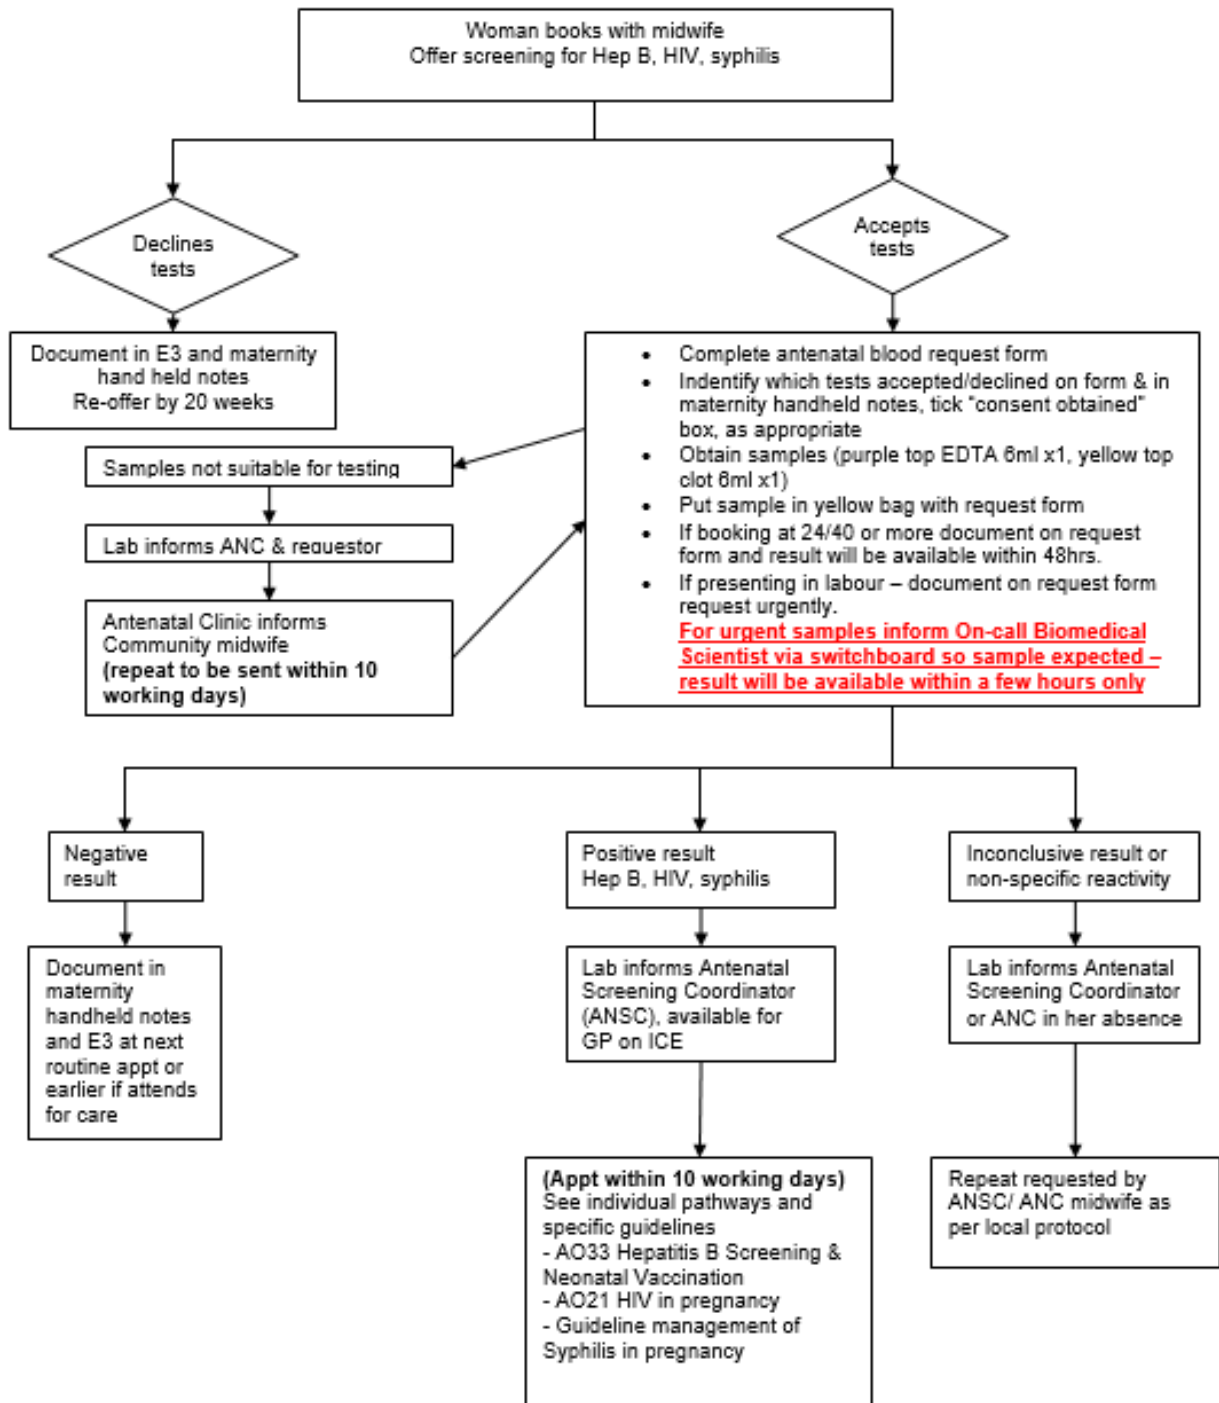 Woman books with midwife
Offer screening for Hep B, HIV, syphilis
Declines
tests
Accepts
tests
Document in E3 and maternity
hand held notes
Re-offer by 20 weeks
• Complete antenatal blood request form
• Indentify which tests accepted/declined on form & in
maternity handheld notes, tick "consent obtained"
box, as appropriate
• Obtain samples (purple top EDTA 6ml x1, yellow top
clot 6ml x1)
• Put sample in yellow bag with request form
• If booking at 24/40 or more document on request
form and result will be available within 48hrs.
• If presenting in labour – document on request form
request urgently.
For urgent samples inform On-call Biomedical
Scientist via switchboard so sample expected –
result will be available within a few hours only
Samples not suitable for testing
Lab informs ANC & requestor
Antenatal Clinic informs
Community midwife
(repeat to be sent within 10
working days)
Negative
result
Positive result
Hep B, HIV, syphilis
Inconclusive result or
non-specific reactivity
Document in
maternity
handheld notes
and E3 at next
routine appt or
earlier if attends
for care
Lab informs Antenatal
Screening Coordinator
(ANSC), available for
GP on ICE
Lab informs Antenatal
Screening Coordinator
or ANC in her absence
(Appt within 10 working days)
See individual pathways and
specific guidelines
- AO33 Hepatitis B Screening &
Neonatal Vaccination
- AO21 HIV in pregnancy
- Guideline management of
Syphilis in pregnancy
Repeat requested by
ANSC/ ANC midwife as
per local protocol